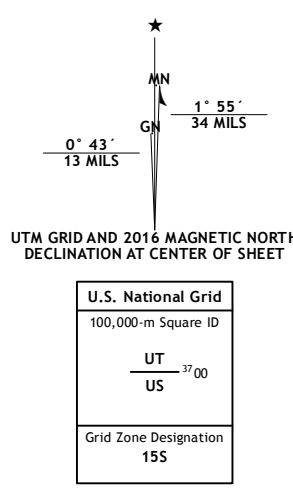 ★
MN
GN
1° 55´
34 MILS
0° 43´
13 MILS
UTM GRID AND 2016 MAGNETIC NORTH
DECLINATION AT CENTER OF SHEET
U.S. National Grid
100,000-m Square ID
UT
3700
US
Grid Zone Designation
15S